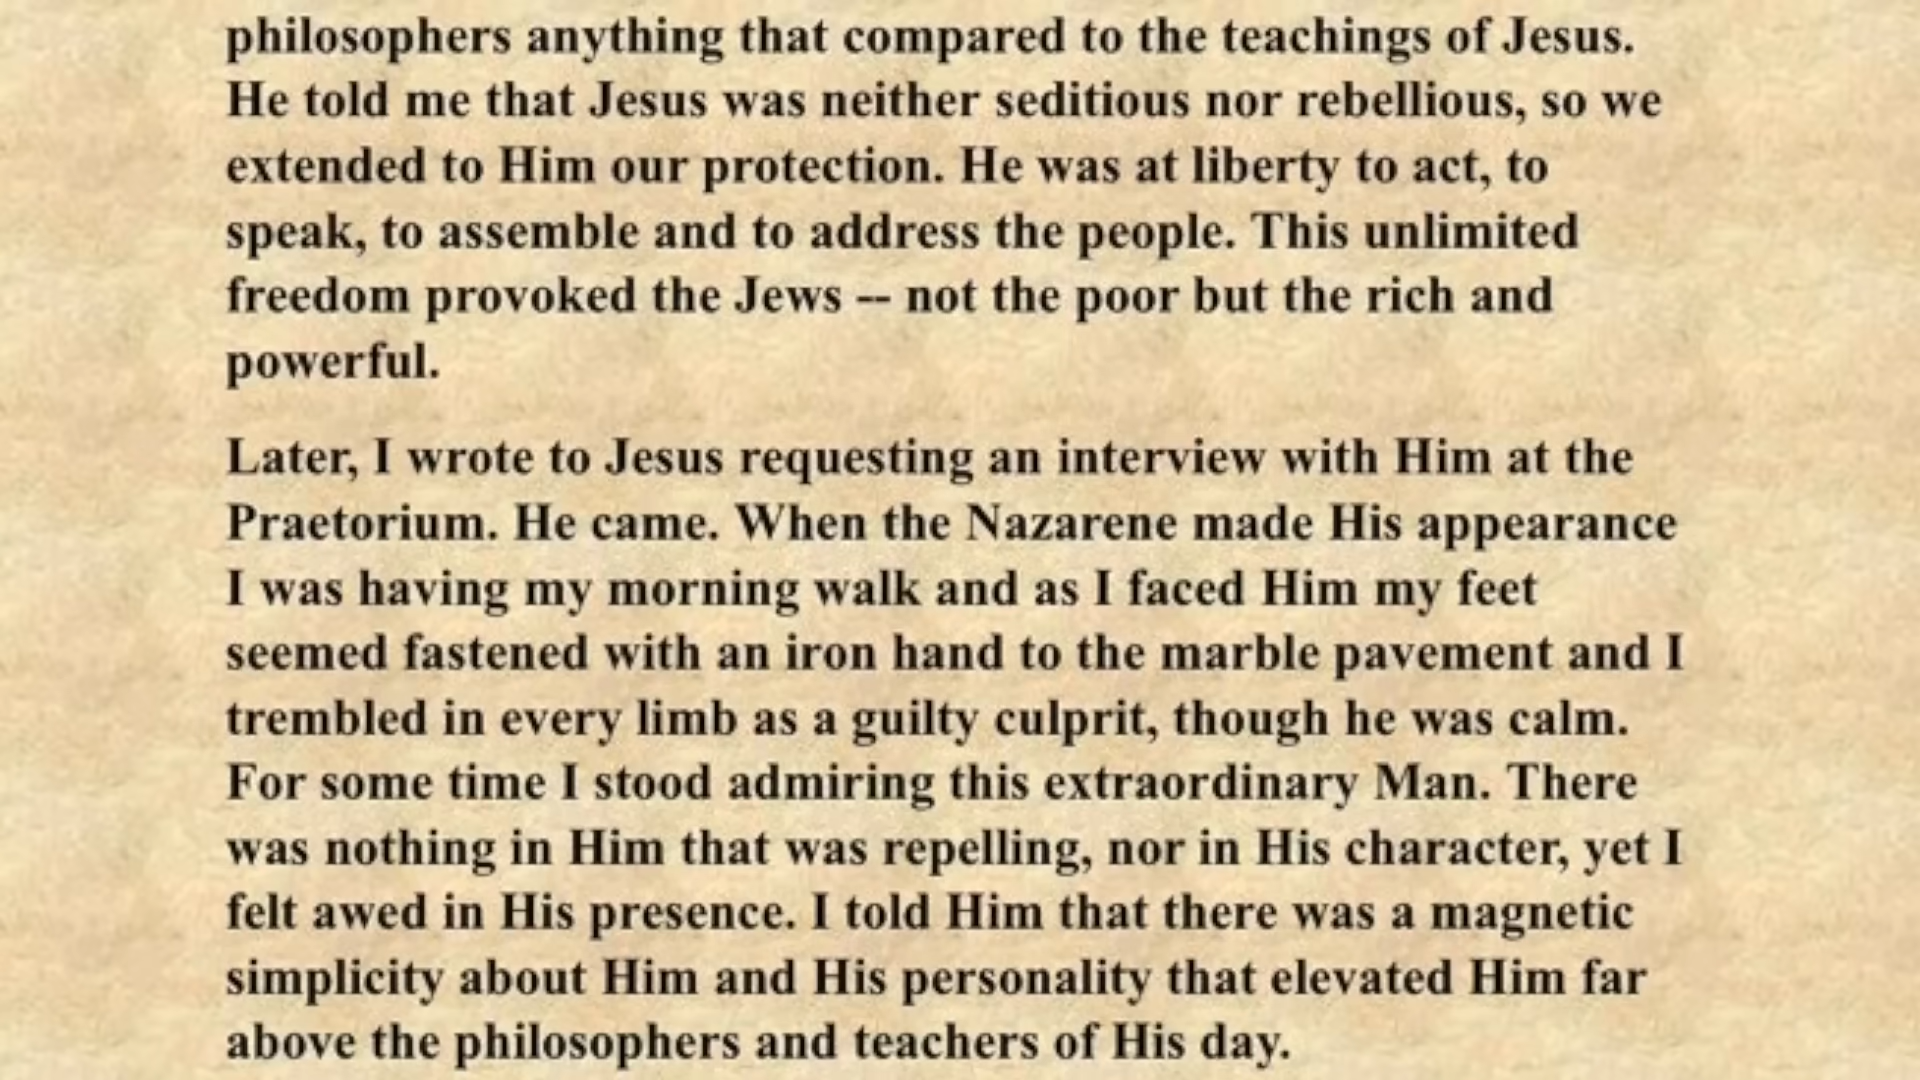 philosophers anything that compared to the teachings of Jesus.
He told me that Jesus was neither seditious nor rebellious, so we
extended to Him our protection. He was at liberty to act, to
speak, to assemble and to address the people. This unlimited
freedom provoked the Jews -- not the poor but the rich and
powerful.
Later, I wrote to Jesus requesting an interview with Him at the
Praetorium. He came. When the Nazarene made His appearance
I was having my morning walk and as I faced Him my feet
seemed fastened with an iron hand to the marble pavement and I
trembled in every limb as a guilty culprit, though he was calm.
For some time I stood admiring this extraordinary Man. There
was nothing in Him that was repelling, nor in His character, yet I
felt awed in His presence. I told Him that there was a magnetic
simplicity about Him and His personality that elevated Him far
above the philosophers and teachers of His day.